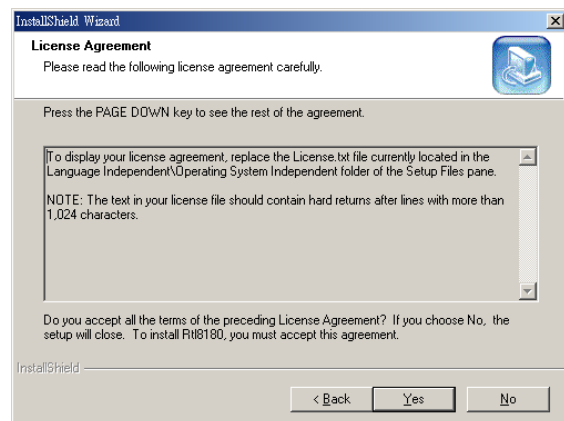 InstallShield Wizard
License Agreement
Please read the following license agreement carefully.
Press the PAGE DOWN key to see the rest of the agreement.
To display your license agreement, replace the License.txt file currently located in the
Language Independent\Operating System Independent folder of the Setup Files pane.
NOTE: The text in your license file should contain hard returns after lines with more than
1,024 characters.
Do you accept all the terms of the preceding License Agreement? If you choose No, the
setup will close. To install Rtl8180, you must accept this agreement.
InstallShield
< Back
Yes
No